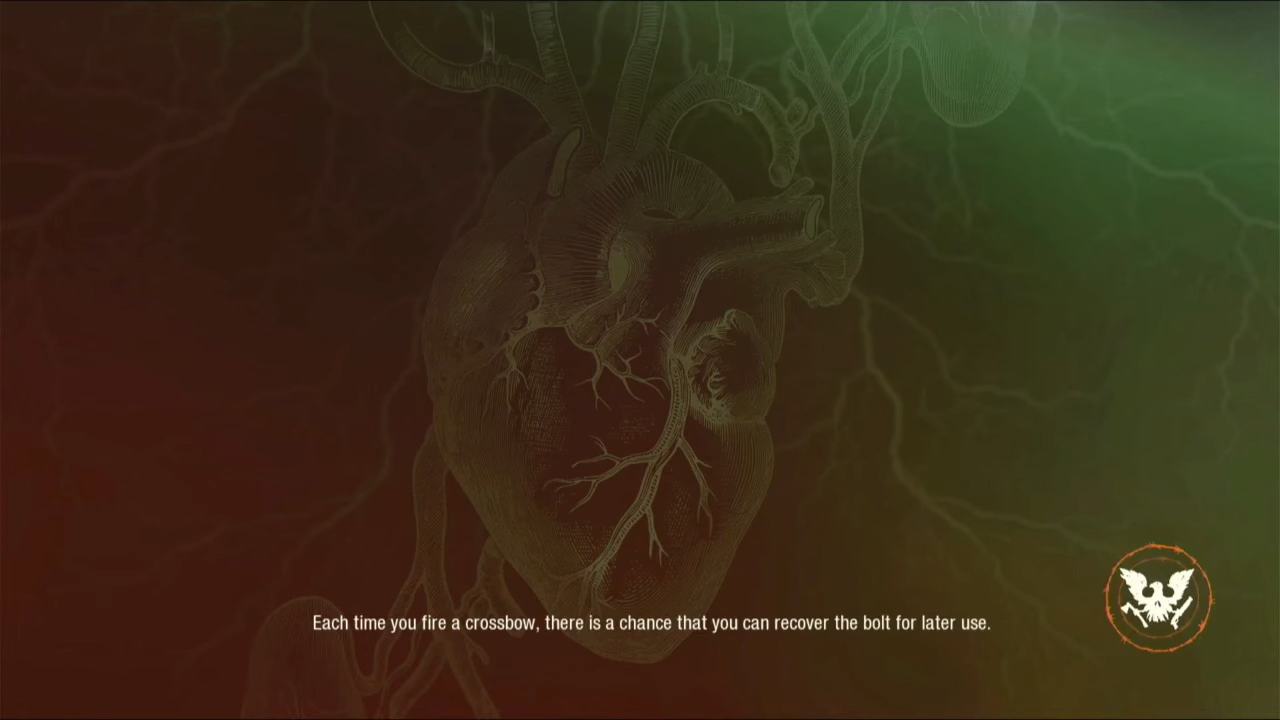 Each time you fire a crossbow, there is a chance that you can recover the bolt for later use.